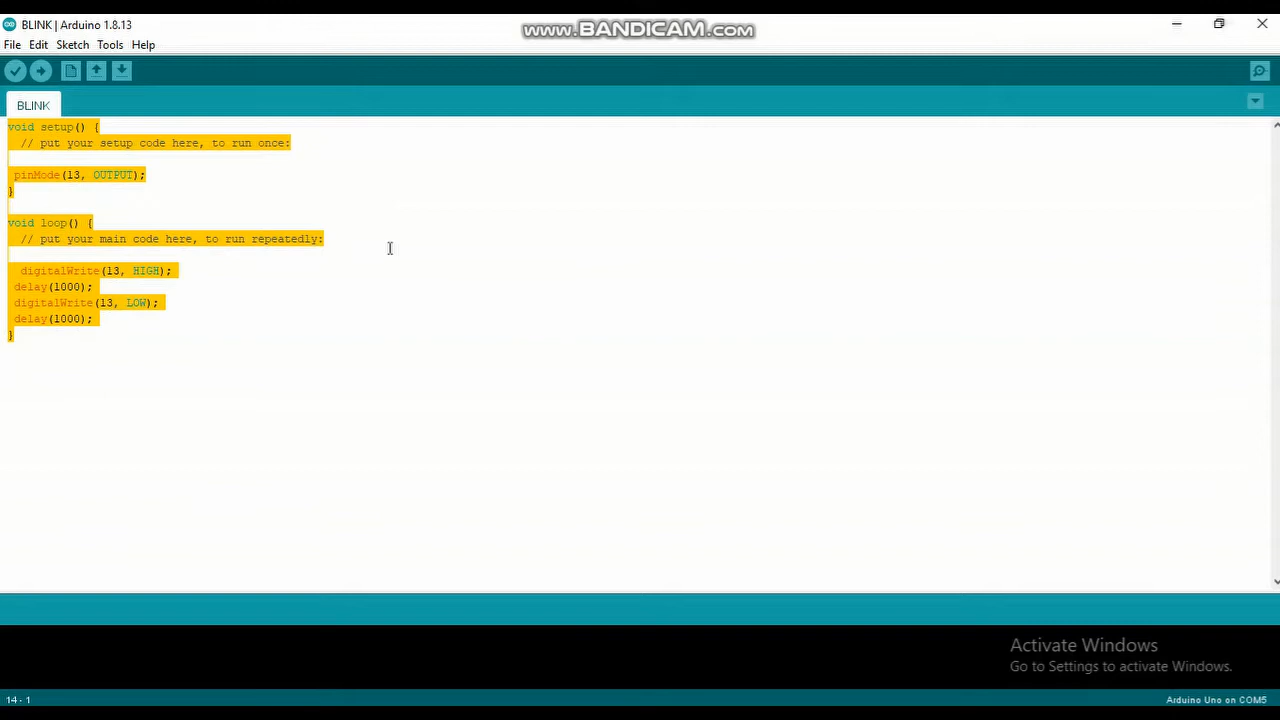 BLINK | Arduino 1.8.13
www.BANDICAM.com
File Edit Sketch Tools Help
BLINK
void setup() {
// put your setup code here, to run once:
pinMode(13, OUTPUT);
}
void loop() {
// put your main code here, to run repeatedly:
digitalWrite(13, HIGH);
delay(1000);
digitalWrite(13, LOW);
delay(1000);
}
Activate Windows
Go to Settings to activate Windows.
14 - 1
Arduino Uno on COM5